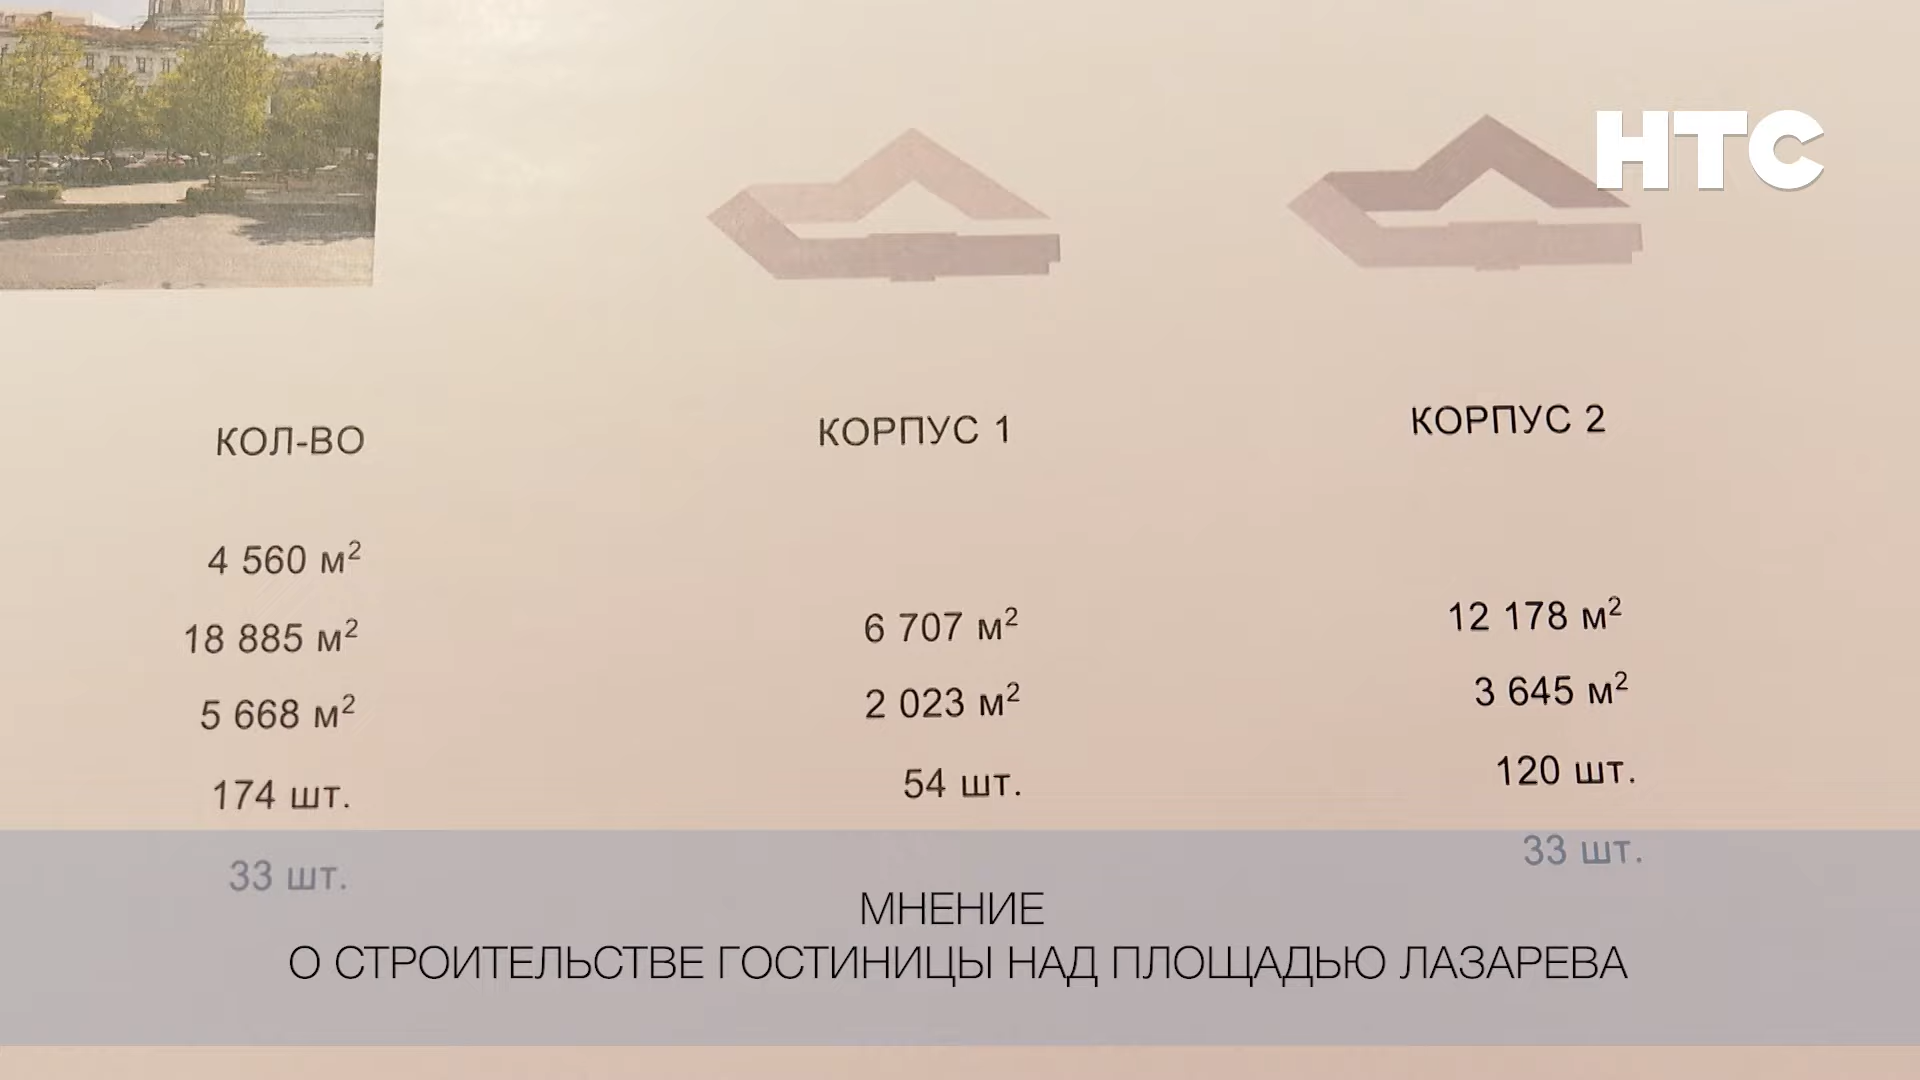 НТС
КОЛ-ВО КОРПУС 1 КОРПУС 2
4 560 м²
18 885 м² 6 707 м² 12 178 м²
5 668 м² 2 023 м² 3 645 м²
174 шт. 54 шт. 120 шт.
33 шт. 33 шт.
МНЕНИЕ
О СТРОИТЕЛЬСТВЕ ГОСТИНИЦЫ НАД ПЛОЩАДЬЮ ЛАЗАРЕВА